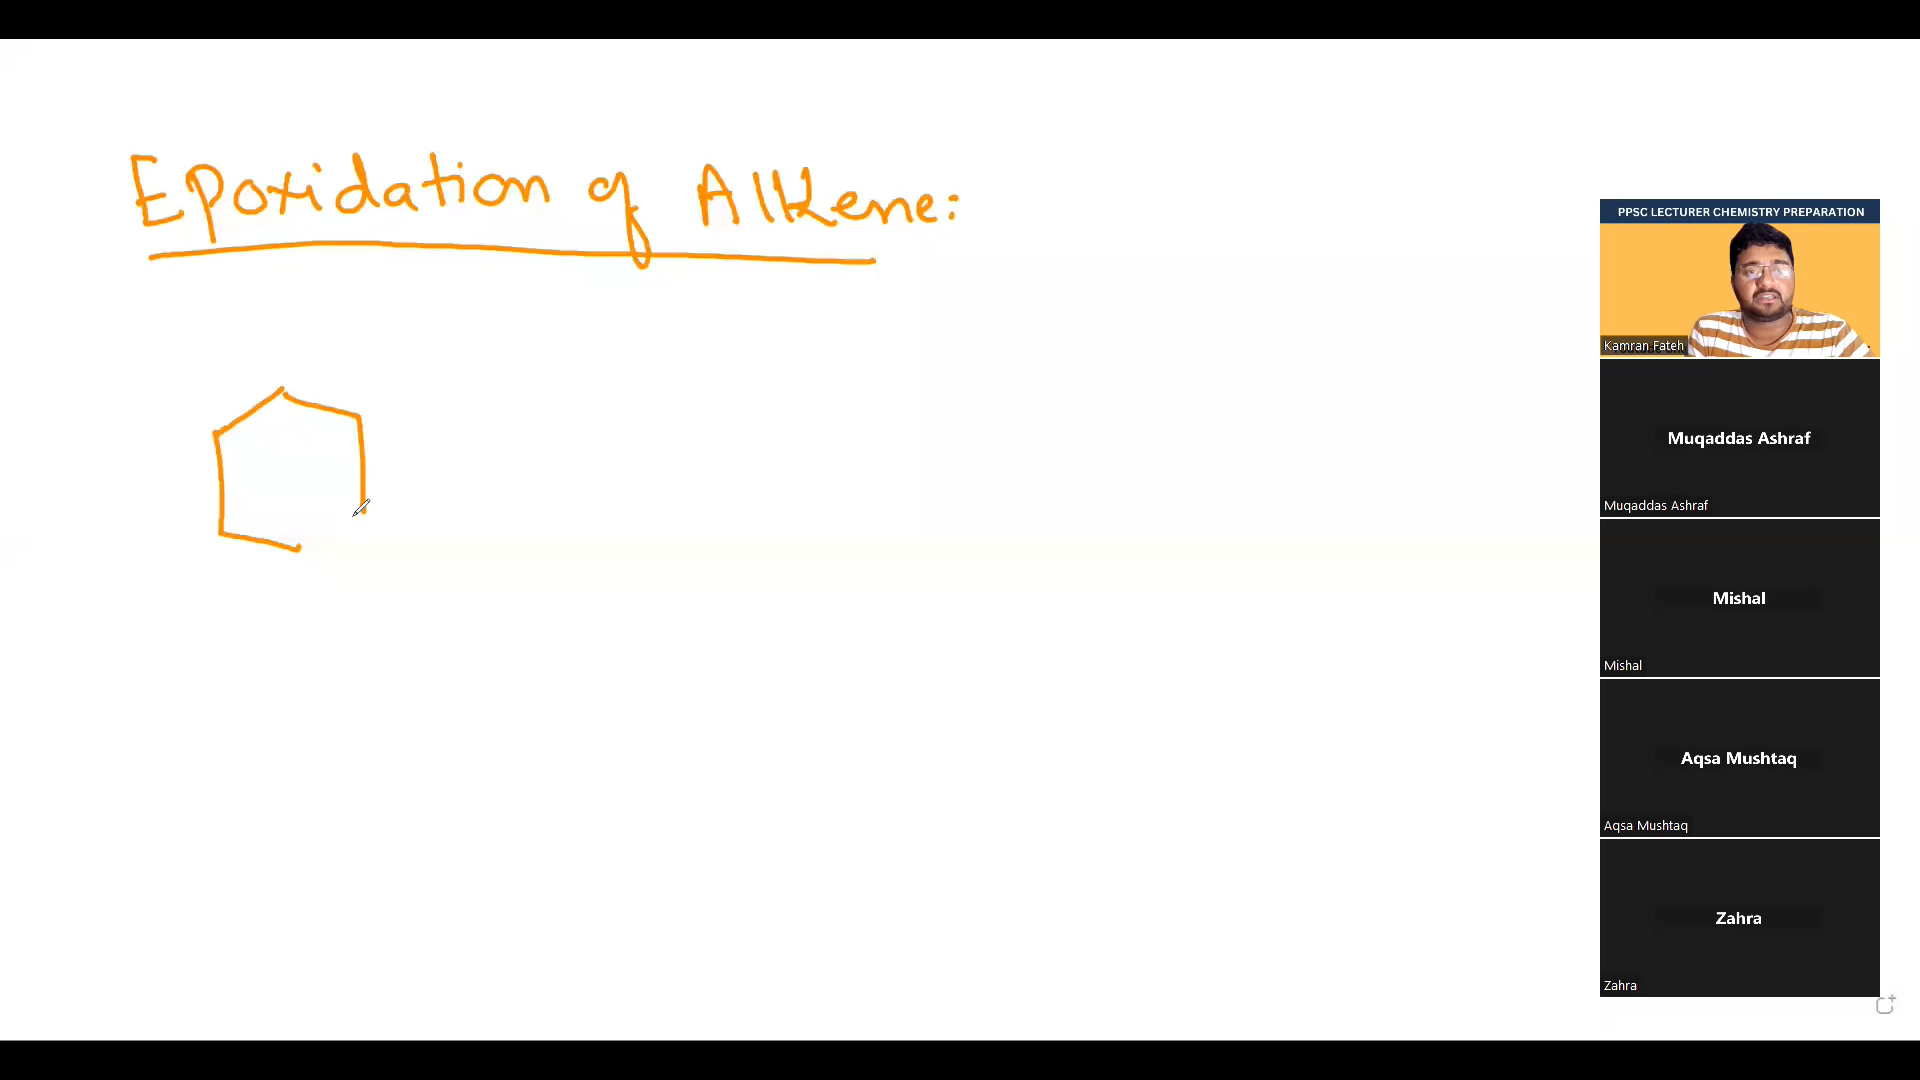 Epoxidation of Alkene:
PPSC LECTURER CHEMISTRY PREPARATION
Kamran Fateh
Muqaddas Ashraf
Muqaddas Ashraf
Mishal
Mishal
Aqsa Mushtaq
Aqsa Mushtaq
Zahra
Zahra